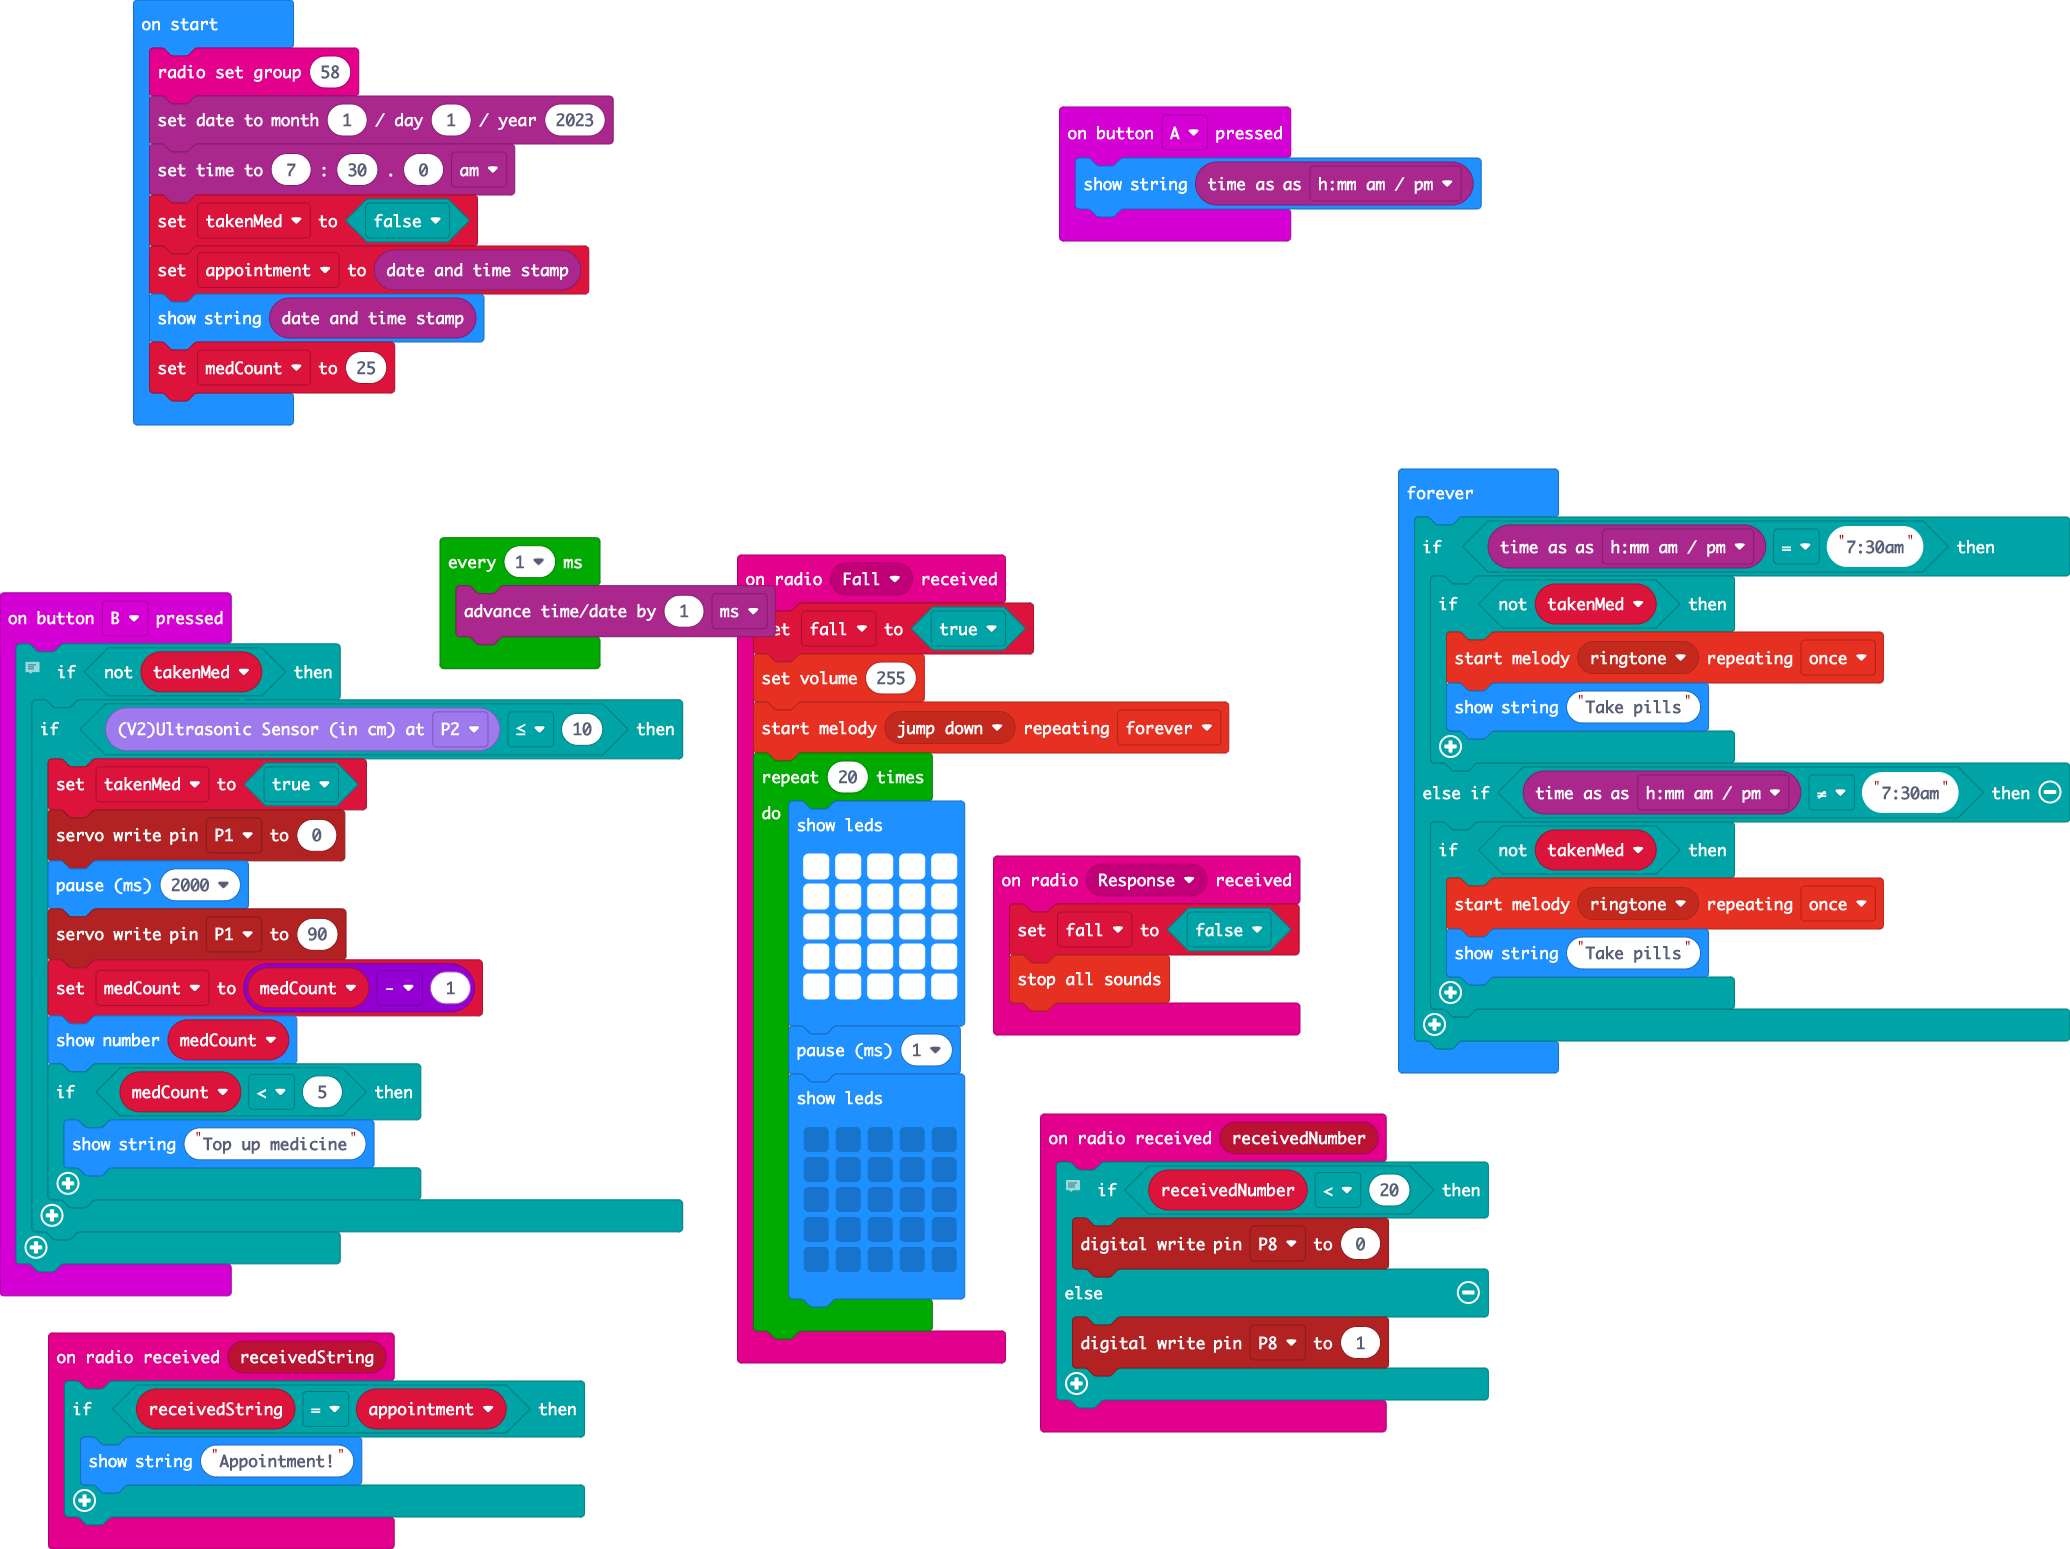 on start
radio set group 58
set date to month 1 / day 1 / year 2023
set time to 7 : 30 . 0 am
set takenMed to false
set appointment to date and time stamp
show string date and time stamp
set medCount to 25
on button A pressed
show string time as as h:mm am / pm
on button B pressed
if not takenMed then
if (V2)Ultrasonic Sensor (in cm) at P2 ≤ 10 then
set takenMed to true
servo write pin P1 to 0
pause (ms) 2000
servo write pin P1 to 90
set medCount to medCount - 1
show number medCount
if medCount < 5 then
show string "Top up medicine"
on radio received receivedString
if receivedString = appointment then
show string "Appointment!"
every 1 ms
advance time/date by 1 ms
on radio Fall received
et fall to true
set volume 255
start melody jump down repeating forever
repeat 20 times
do
show leds
pause (ms) 1
show leds
on radio Response received
set fall to false
stop all sounds
on radio received receivedNumber
if receivedNumber < 20 then
digital write pin P8 to 0
else
digital write pin P8 to 1
forever
if time as as h:mm am / pm = "7:30am" then
if not takenMed then
start melody ringtone repeating once
show string "Take pills"
else if time as as h:mm am / pm ≠ "7:30am" then
if not takenMed then
start melody ringtone repeating once
show string "Take pills"